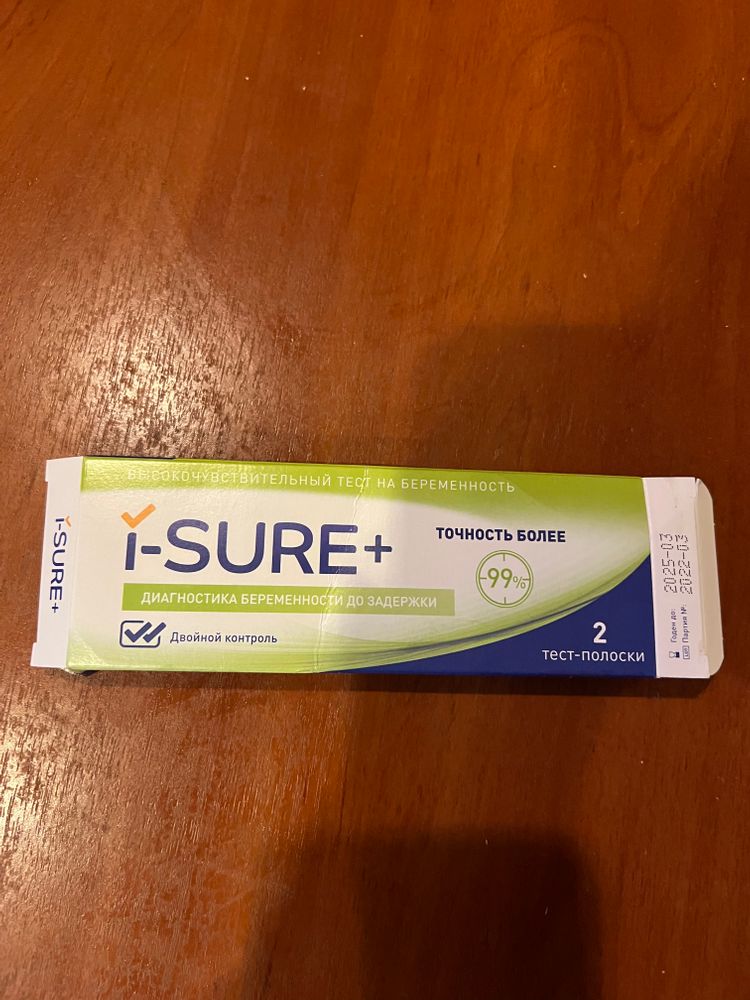 ВЫСОКОЧУВСТВИТЕЛЬНЫЙ ТЕСТ НА БЕРЕМЕННОСТЬ
i-SURE+
i-SURE+
ТОЧНОСТЬ БОЛЕЕ
99%
ДИАГНОСТИКА БЕРЕМЕННОСТИ ДО ЗАДЕРЖКИ
Двойной контроль
2
тест-полоски
Годен до: 2025-03
LOT Партия №: 2022-03